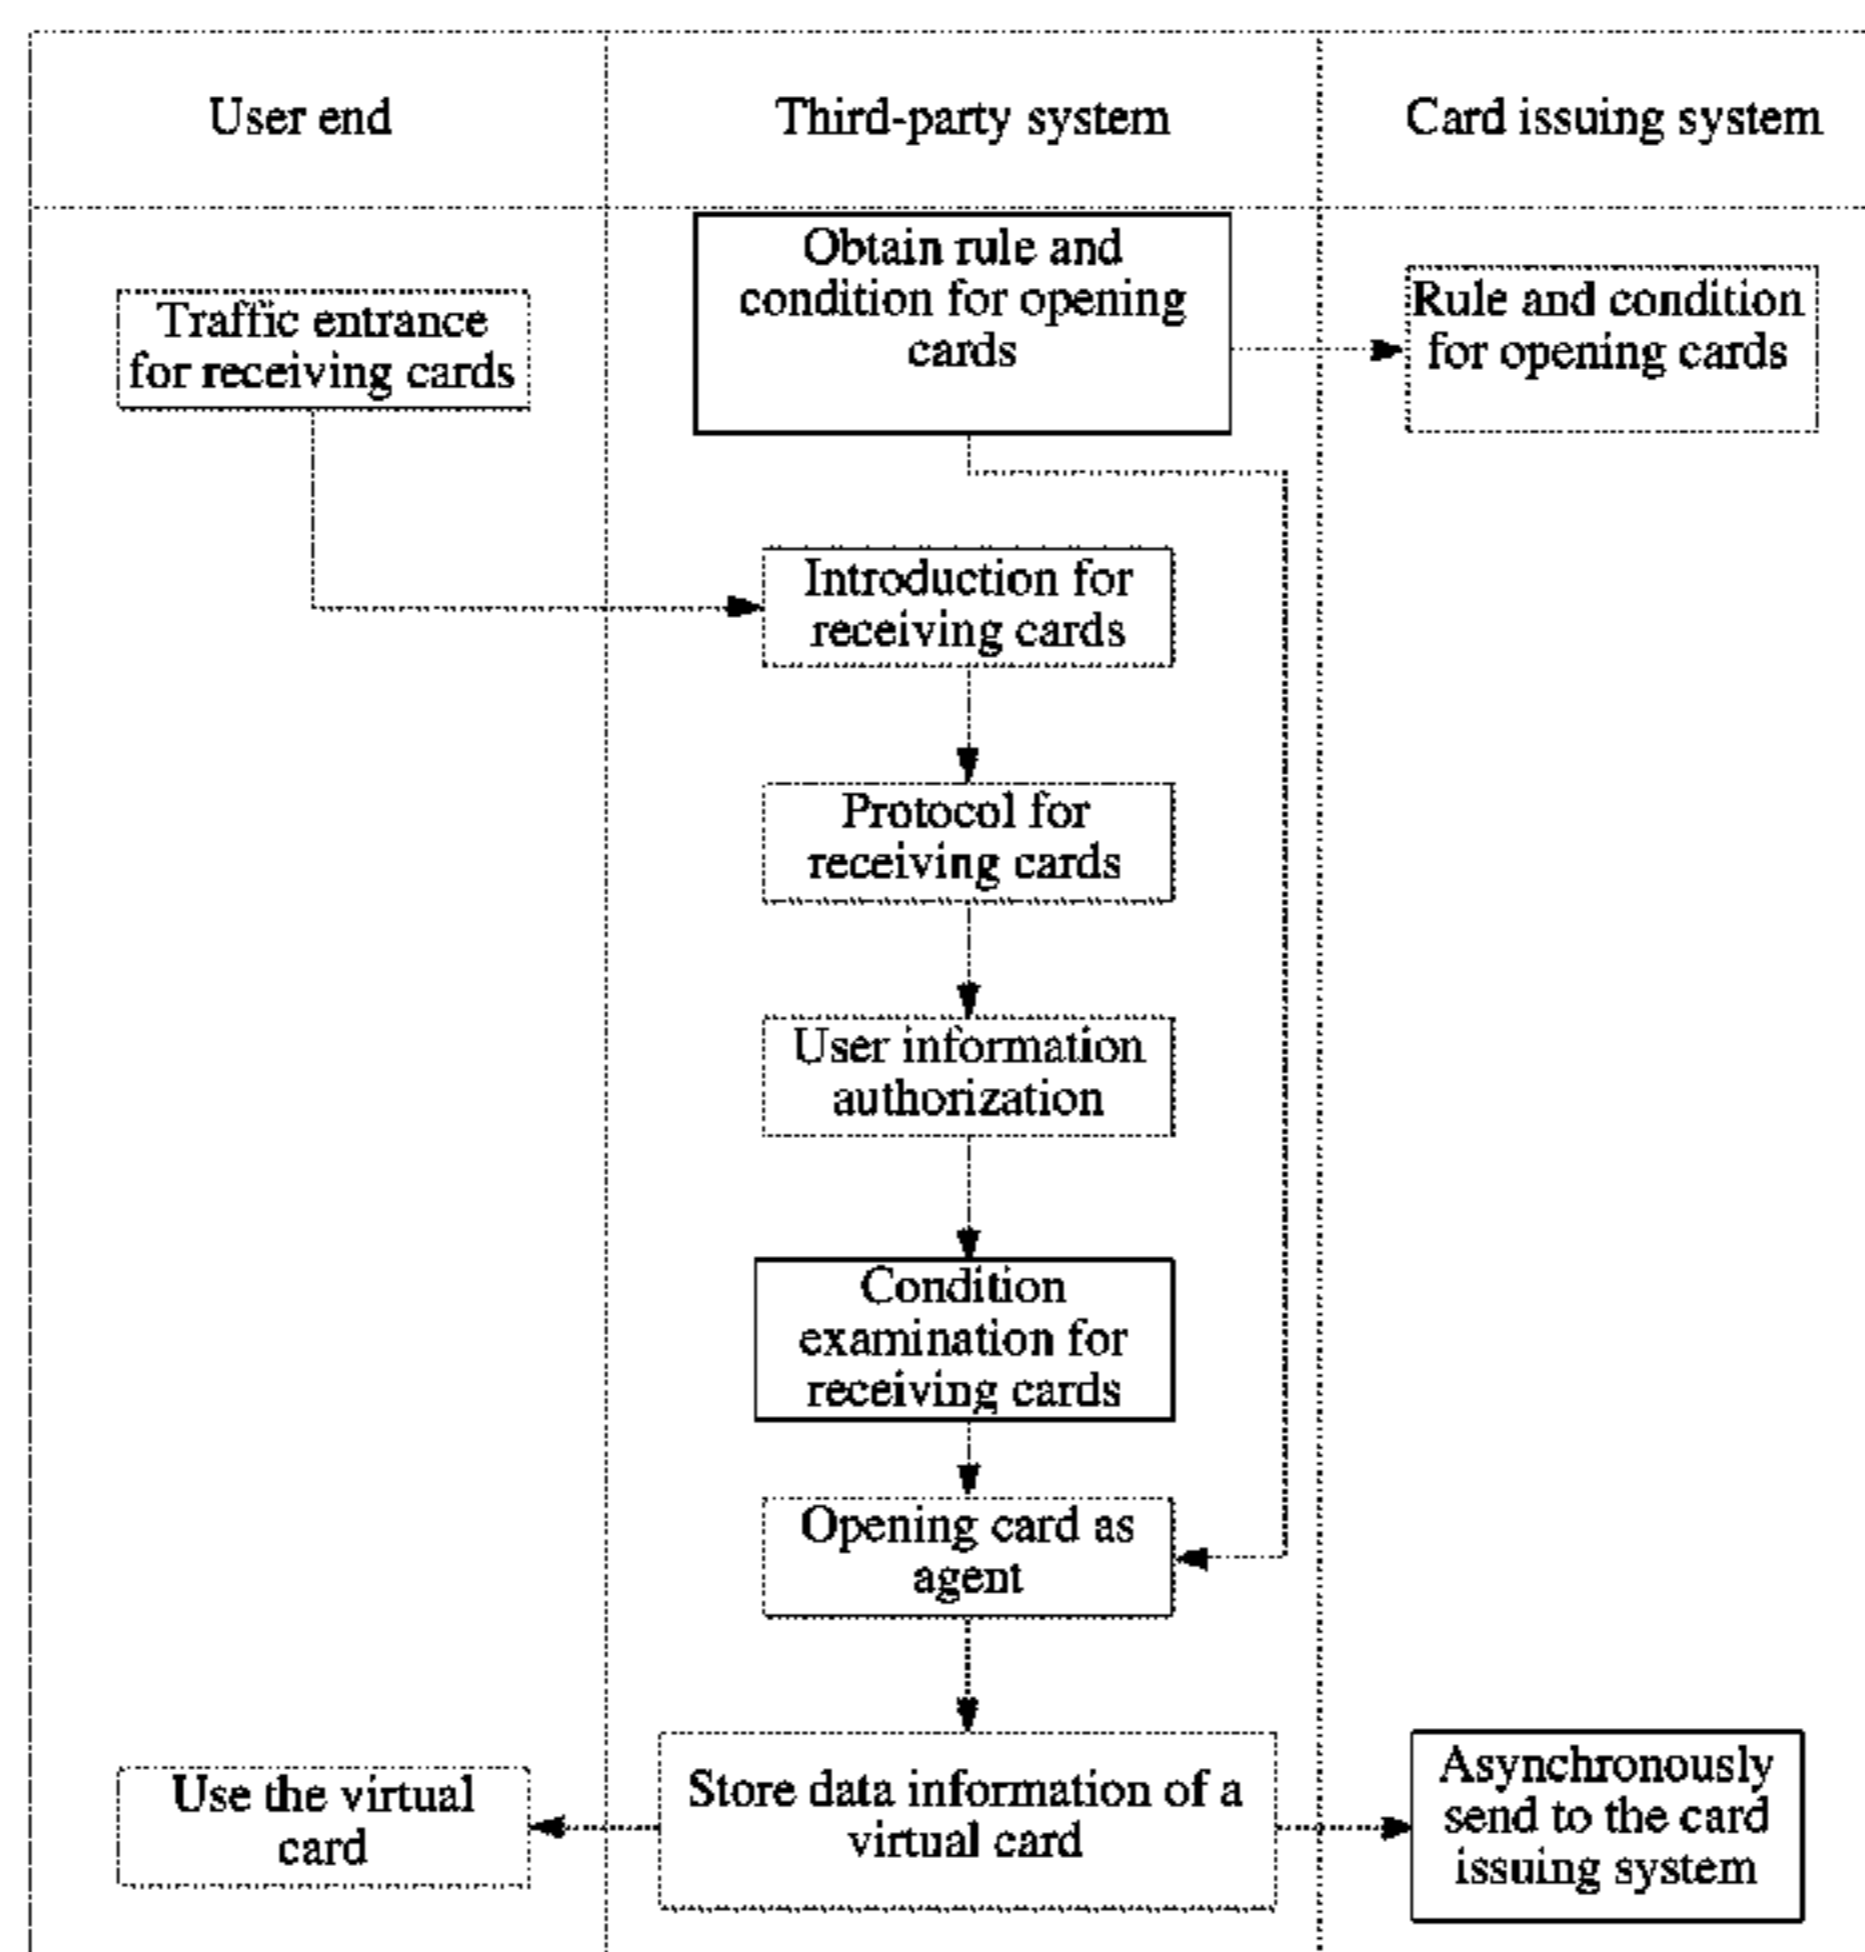 User end
Third-party system
Card issuing system
Obtain rule and
condition for opening
cards
Traffic entrance
for receiving cards
Rule and condition
for opening cards
Introduction for
receiving cards
Protocol for
receiving cards
User information
authorization
Condition
examination for
receiving cards
Opening card as
agent
Use the virtual
card
Store data information of a
virtual card
Asynchronously
send to the card
issuing system